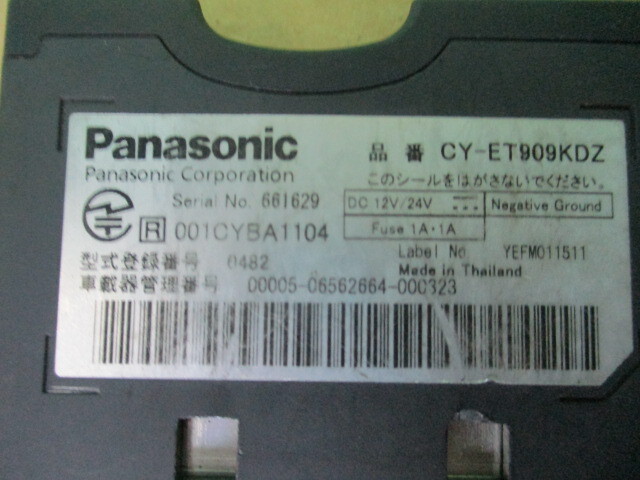 Panasonic 品番 CY-ET909KDZ
Panasonic Corporation このシールをはがさないでください。
Serial No. 661629 DC 12V/24V Negative Ground
R 001CYBA1104 Fuse 1A・1A
Label No YEFM011511
型式登録番号 0482 Made in Thailand
車載器管理番号 00005-06562664-000323